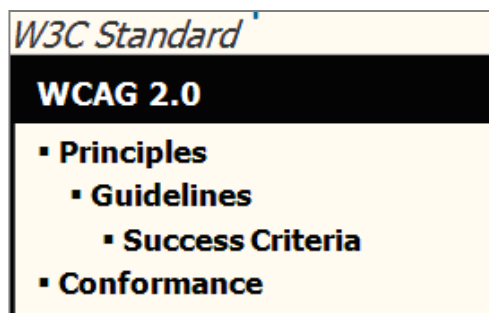 W3C Standard
WCAG 2.0
▪ Principles
▪ Guidelines
▪ Success Criteria
▪ Conformance